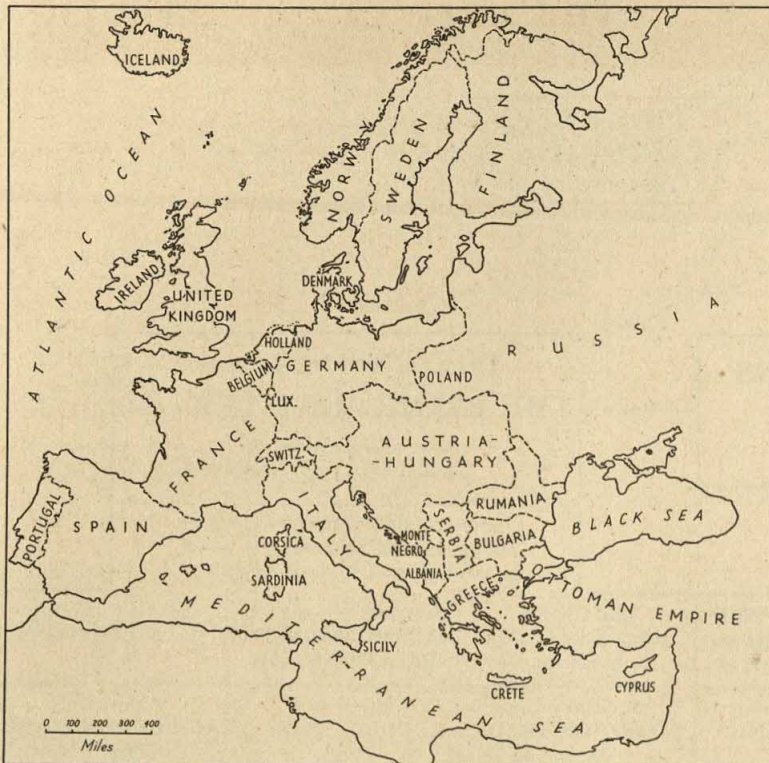 ICELAND
ATLANTIC OCEAN
NORWAY
SWEDEN
FINLAND
IRELAND
UNITED
KINGDOM
DENMARK
HOLLAND
BELGIUM
LUX.
GERMANY
POLAND
RUSSIA
FRANCE
SWITZ.
AUSTRIA-
-HUNGARY
ITALY
RUMANIA
SERBIA
BULGARIA
MONTE
NEGRO
ALBANIA
GREECE
BLACK SEA
PORTUGAL
SPAIN
CORSICA
SARDINIA
SICILY
OTTOMAN EMPIRE
CRETE
CYPRUS
MEDITER-RANEAN SEA
0 100 200 300 400
Miles